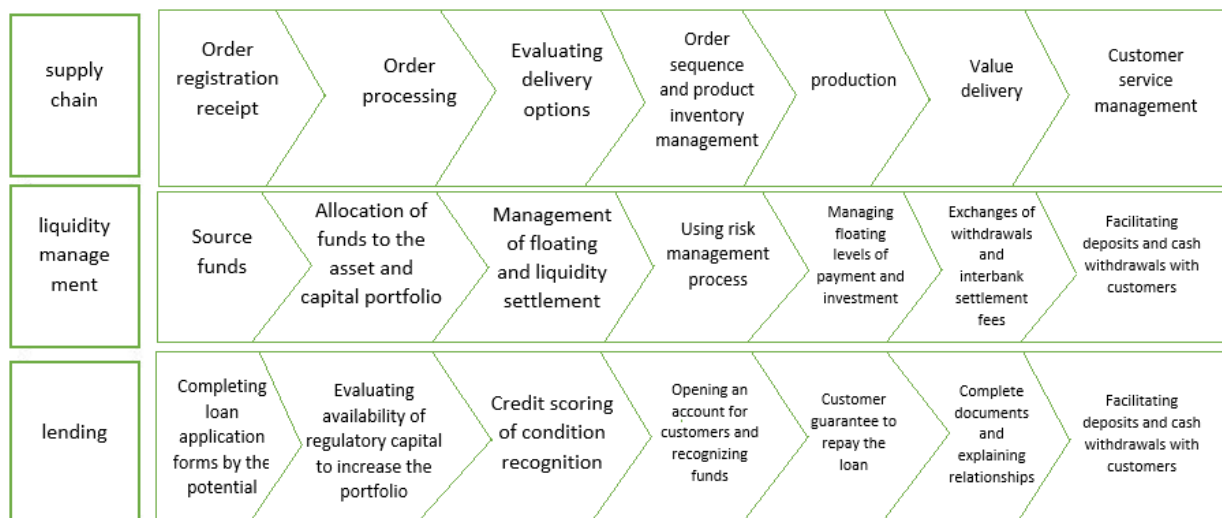 supply
chain
Order
registration
receipt
Order
processing
Evaluating
delivery
options
Order
sequence
and product
inventory
management
production
Value
delivery
Customer
service
management
liquidity
manage
ment
Source
funds
Allocation of
funds to the
asset and
capital portfolio
Management
of floating
and liquidity
settlement
Using risk
management
process
Managing
floating
levels of
payment and
investment
Exchanges of
withdrawals
and
interbank
settlement
fees
Facilitating
deposits and cash
withdrawals with
customers
lending
Completing
loan
application
forms by the
potential
Evaluating
availability of
regulatory capital
to increase the
portfolio
Credit scoring
of condition
recognition
Opening an
account for
customers and
recognizing
funds
Customer
guarantee to
repay the
loan
Complete
documents
and
explaining
relationships
Facilitating
deposits and cash
withdrawals with
customers